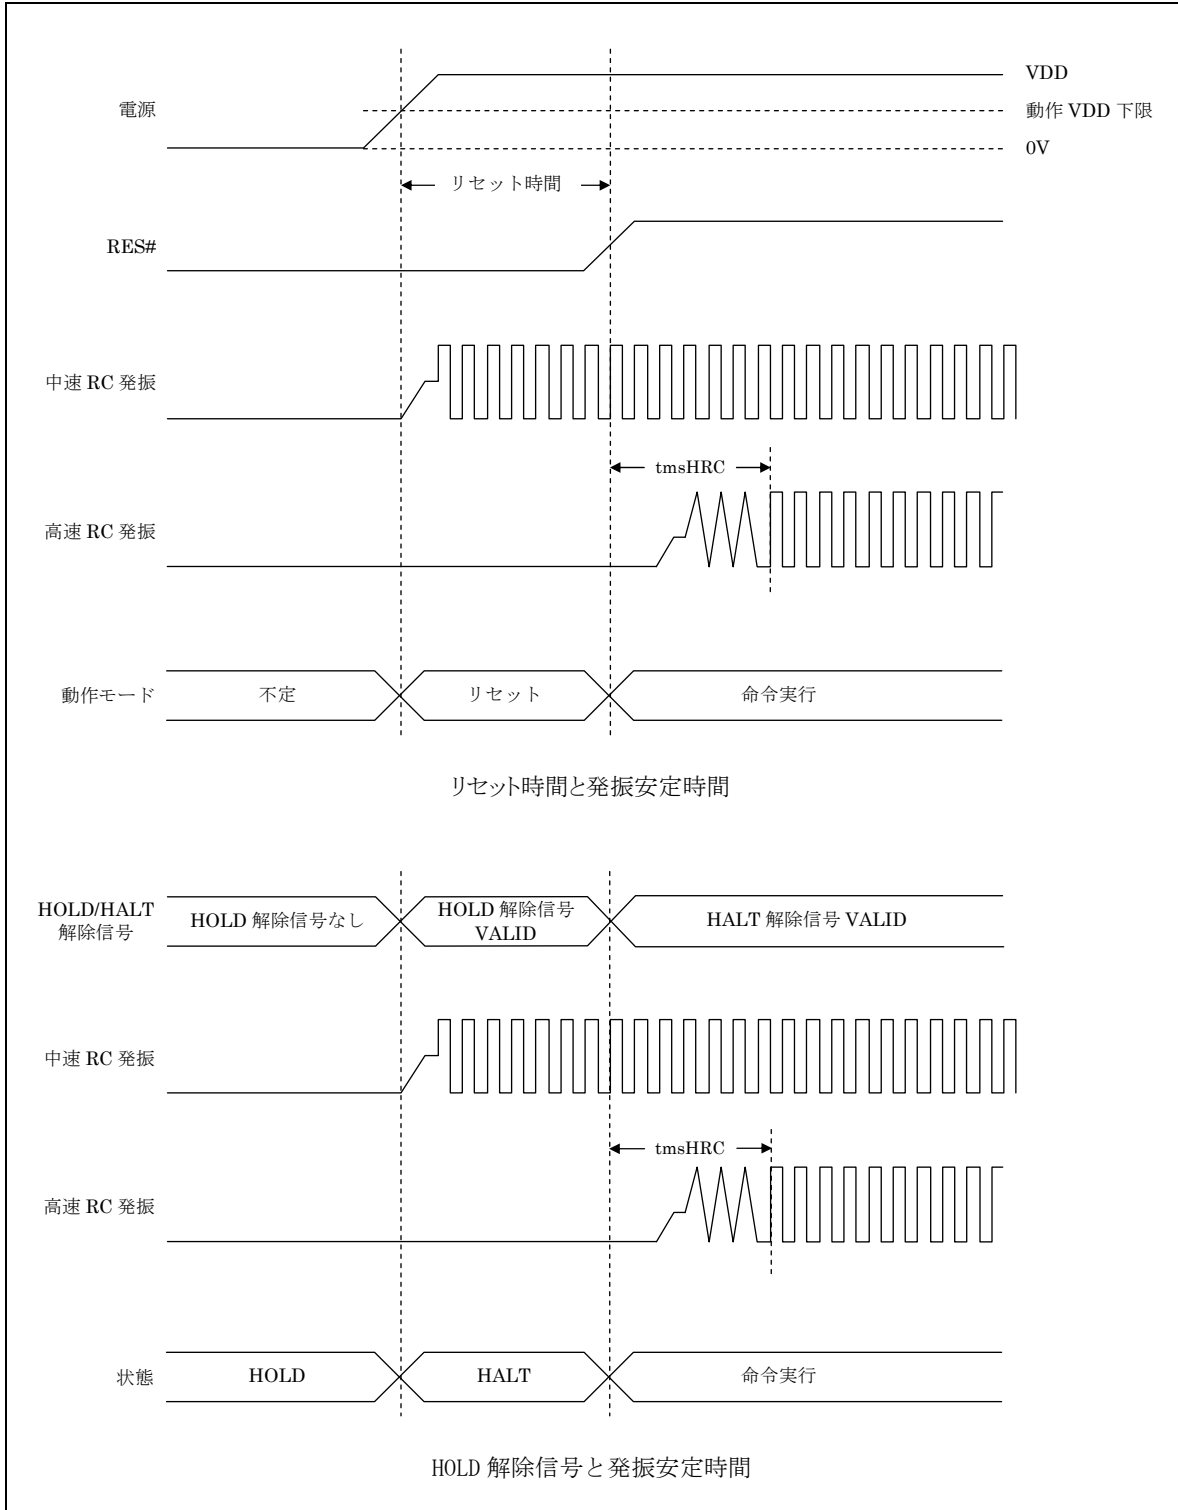 VDD
電源
動作 VDD 下限
0V
リセット時間
RES#
中速 RC 発振
tmsHRC
高速 RC 発振
動作モード
不定
リセット
命令実行
リセット時間と発振安定時間
HOLD/HALT
解除信号
HOLD 解除信号なし
HOLD 解除信号
VALID
HALT 解除信号 VALID
中速 RC 発振
tmsHRC
高速 RC 発振
状態
HOLD
HALT
命令実行
HOLD 解除信号と発振安定時間